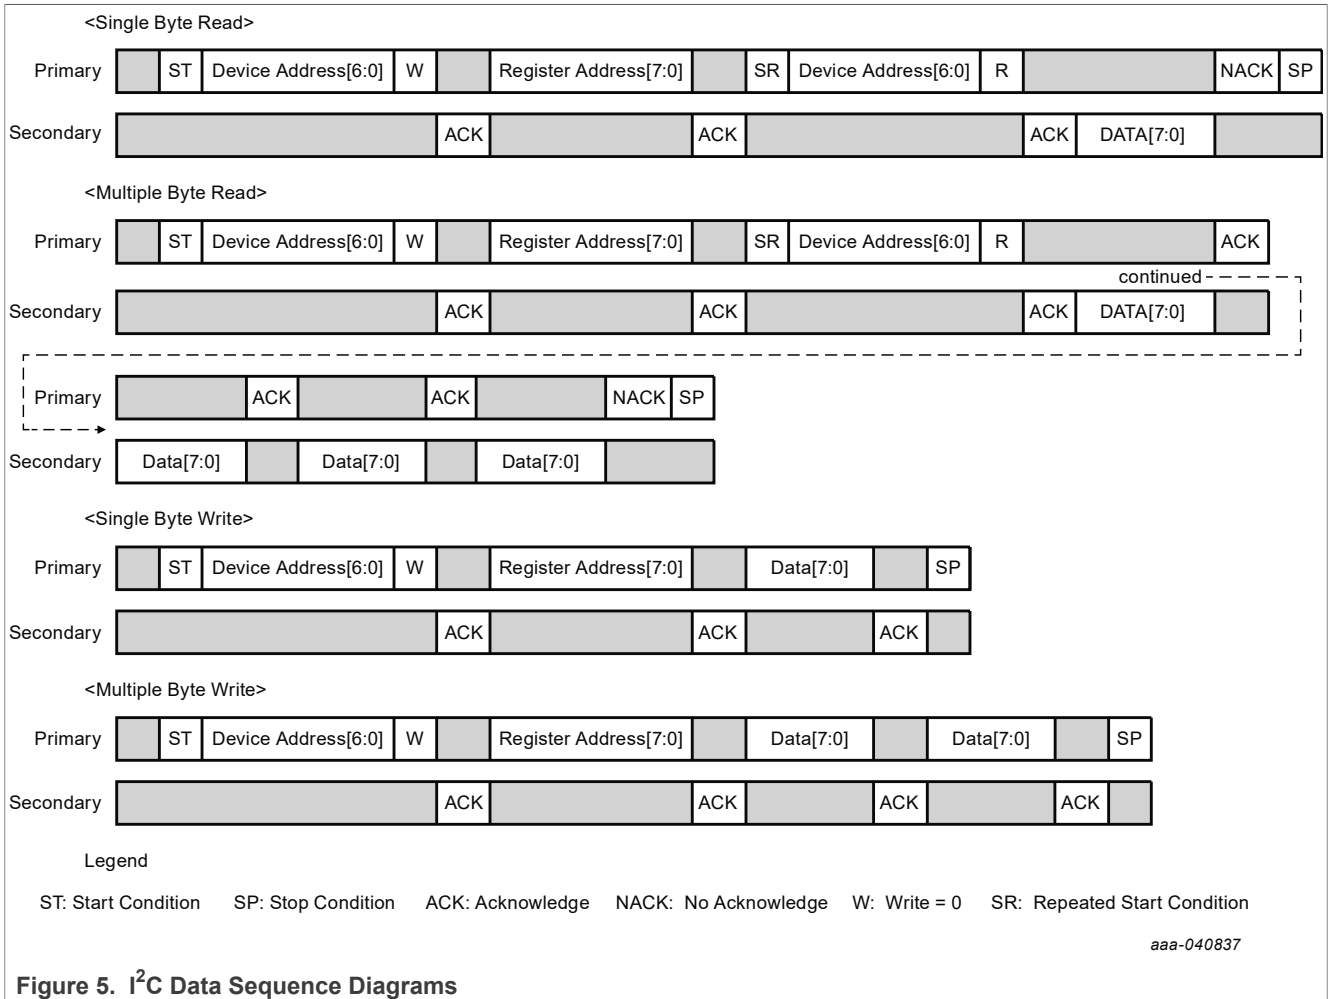 <Single Byte Read>
Primary ST Device Address[6:0] W Register Address[7:0] SR Device Address[6:0] R NACK SP
Secondary ACK ACK ACK DATA[7:0]
<Multiple Byte Read>
Primary ST Device Address[6:0] W Register Address[7:0] SR Device Address[6:0] R ACK
continued
Secondary ACK ACK ACK DATA[7:0]
Primary ACK ACK NACK SP
Secondary Data[7:0] Data[7:0] Data[7:0]
<Single Byte Write>
Primary ST Device Address[6:0] W Register Address[7:0] Data[7:0] SP
Secondary ACK ACK ACK
<Multiple Byte Write>
Primary ST Device Address[6:0] W Register Address[7:0] Data[7:0] Data[7:0] SP
Secondary ACK ACK ACK ACK
Legend
ST: Start Condition SP: Stop Condition ACK: Acknowledge NACK: No Acknowledge W: Write = 0 SR: Repeated Start Condition
aaa-040837
Figure 5. I²C Data Sequence Diagrams